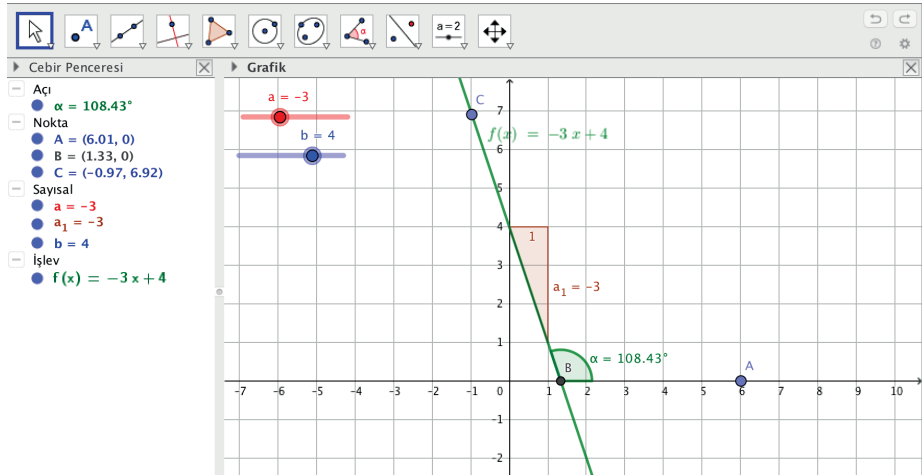 A
α
a=2
Cebir Penceresi
Grafik
Açı
α = 108.43°
Nokta
A = (6.01, 0)
B = (1.33, 0)
C = (-0.97, 6.92)
Sayısal
a = -3
a₁ = -3
b = 4
İşlev
f(x) = −3 x + 4
a = -3
b = 4
C
f(x) = −3 x + 4
7
6
5
4
3
2
1
-1
-2
1
a₁ = -3
α = 108.43°
B
A
-7 -6 -5 -4 -3 -2 -1 0 1 2 3 4 5 6 7 8 9 10